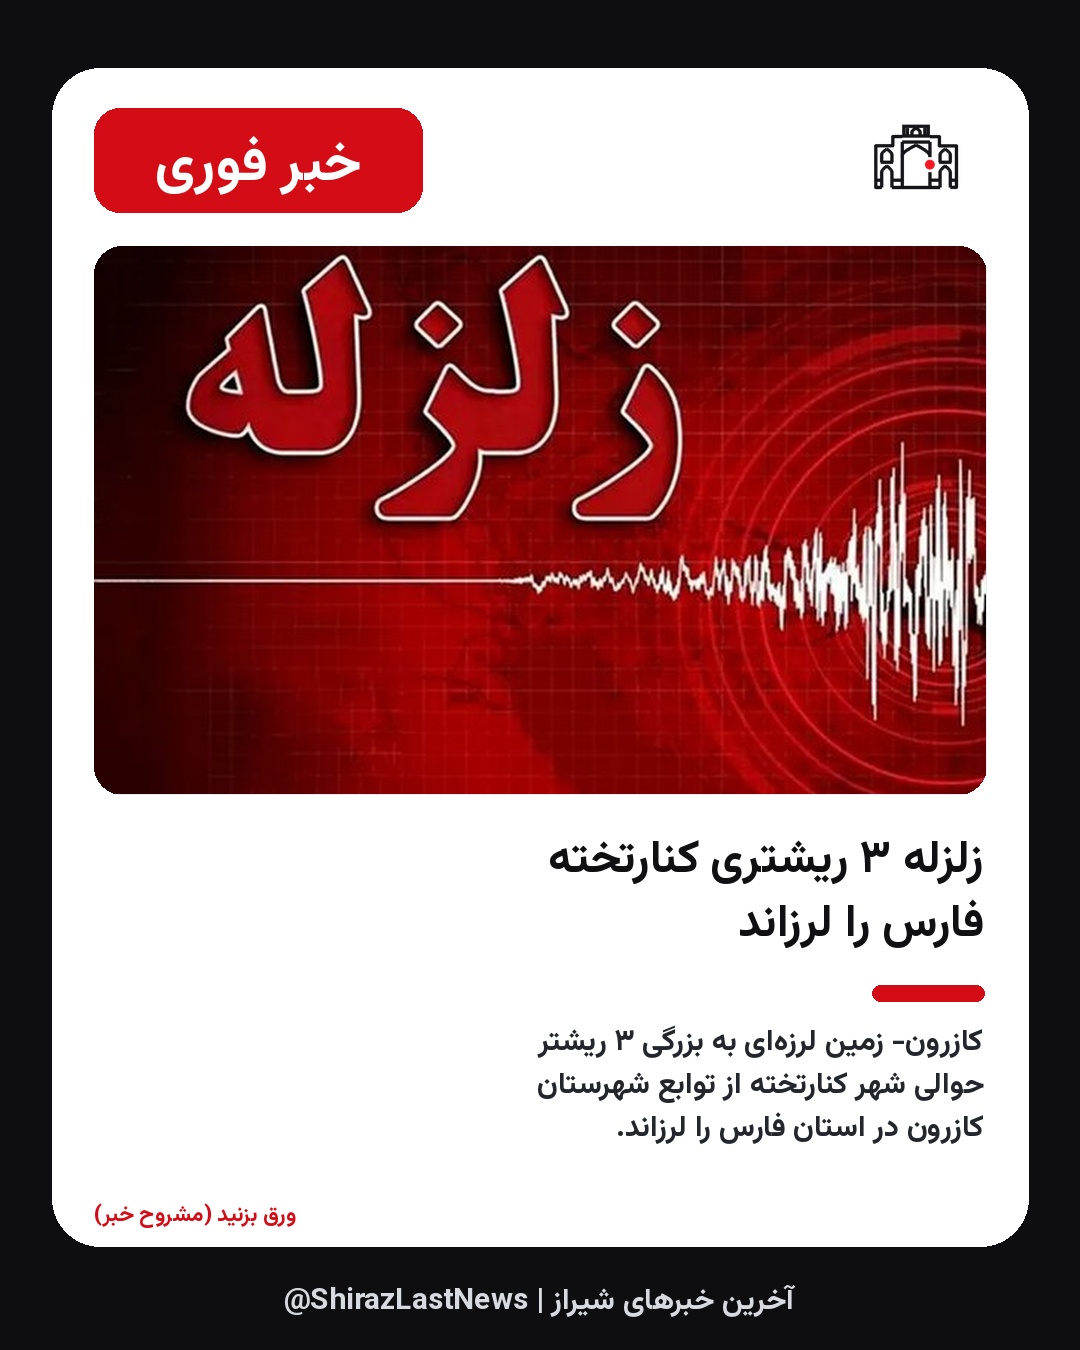 خبر فوری
زلزله
زلزله ۳ ریشتری کنارتخته
فارس را لرزاند
کازرون- زمین لرزه‌ای به بزرگی ۳ ریشتر
حوالی شهر کنارتخته از توابع شهرستان
کازرون در استان فارس را لرزاند.
ورق بزنید (مشروح خبر)
آخرین خبرهای شیراز | @ShirazLastNews